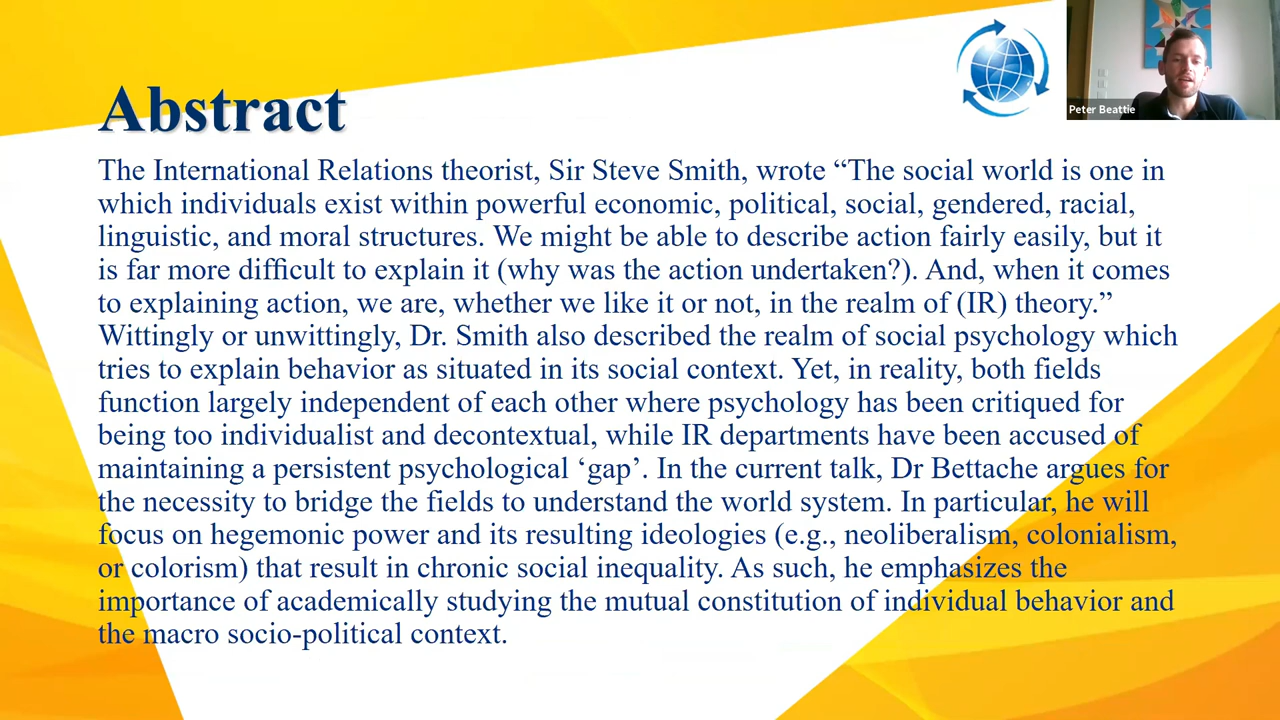 Abstract
Peter Beattie
The International Relations theorist, Sir Steve Smith, wrote “The social world is one in
which individuals exist within powerful economic, political, social, gendered, racial,
linguistic, and moral structures. We might be able to describe action fairly easily, but it
is far more difficult to explain it (why was the action undertaken?). And, when it comes
to explaining action, we are, whether we like it or not, in the realm of (IR) theory.”
Wittingly or unwittingly, Dr. Smith also described the realm of social psychology which
tries to explain behavior as situated in its social context. Yet, in reality, both fields
function largely independent of each other where psychology has been critiqued for
being too individualist and decontextual, while IR departments have been accused of
maintaining a persistent psychological ‘gap’. In the current talk, Dr Bettache argues for
the necessity to bridge the fields to understand the world system. In particular, he will
focus on hegemonic power and its resulting ideologies (e.g., neoliberalism, colonialism,
or colorism) that result in chronic social inequality. As such, he emphasizes the
importance of academically studying the mutual constitution of individual behavior and
the macro socio-political context.